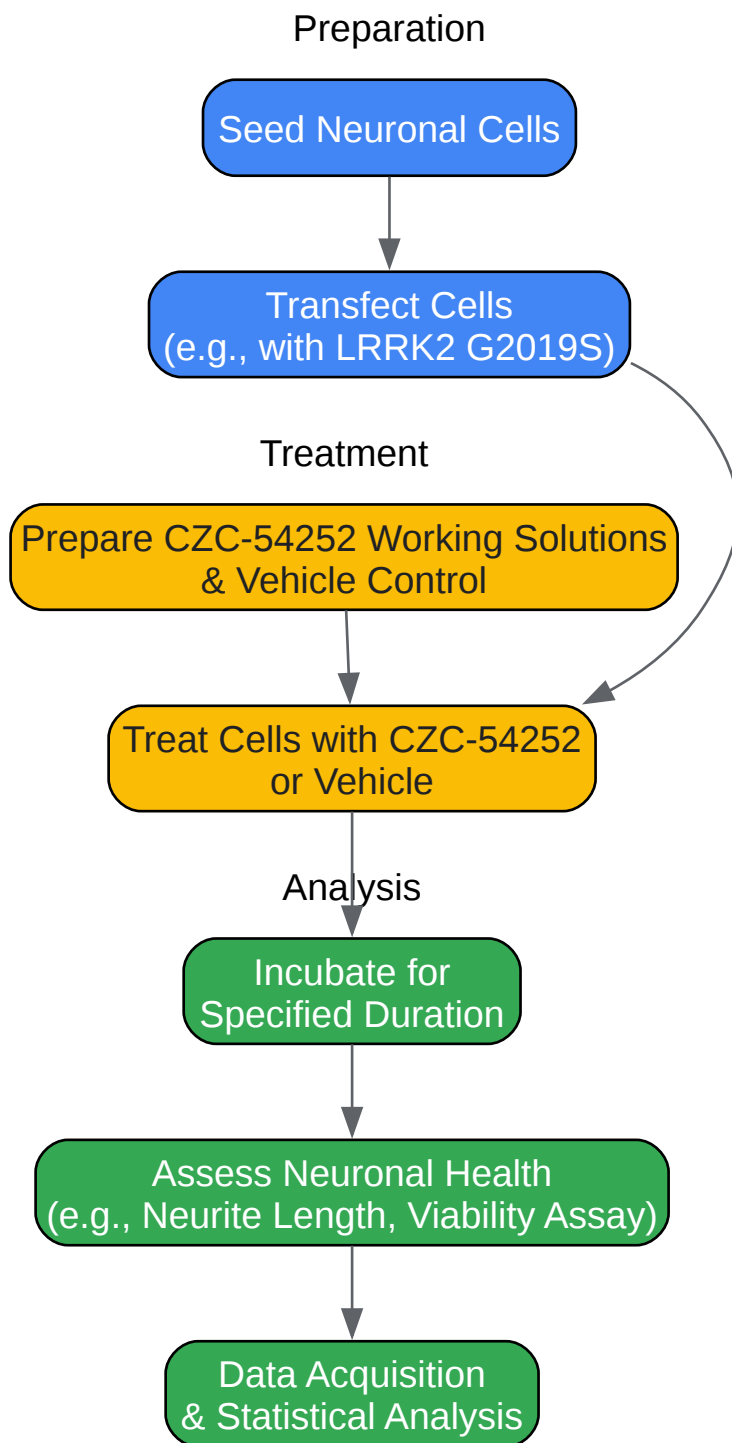 Preparation
Seed Neuronal Cells
Transfect Cells
(e.g., with LRRK2 G2019S)
Treatment
Prepare CZC-54252 Working Solutions
& Vehicle Control
Treat Cells with CZC-54252
or Vehicle
Analysis
Incubate for
Specified Duration
Assess Neuronal Health
(e.g., Neurite Length, Viability Assay)
Data Acquisition
& Statistical Analysis